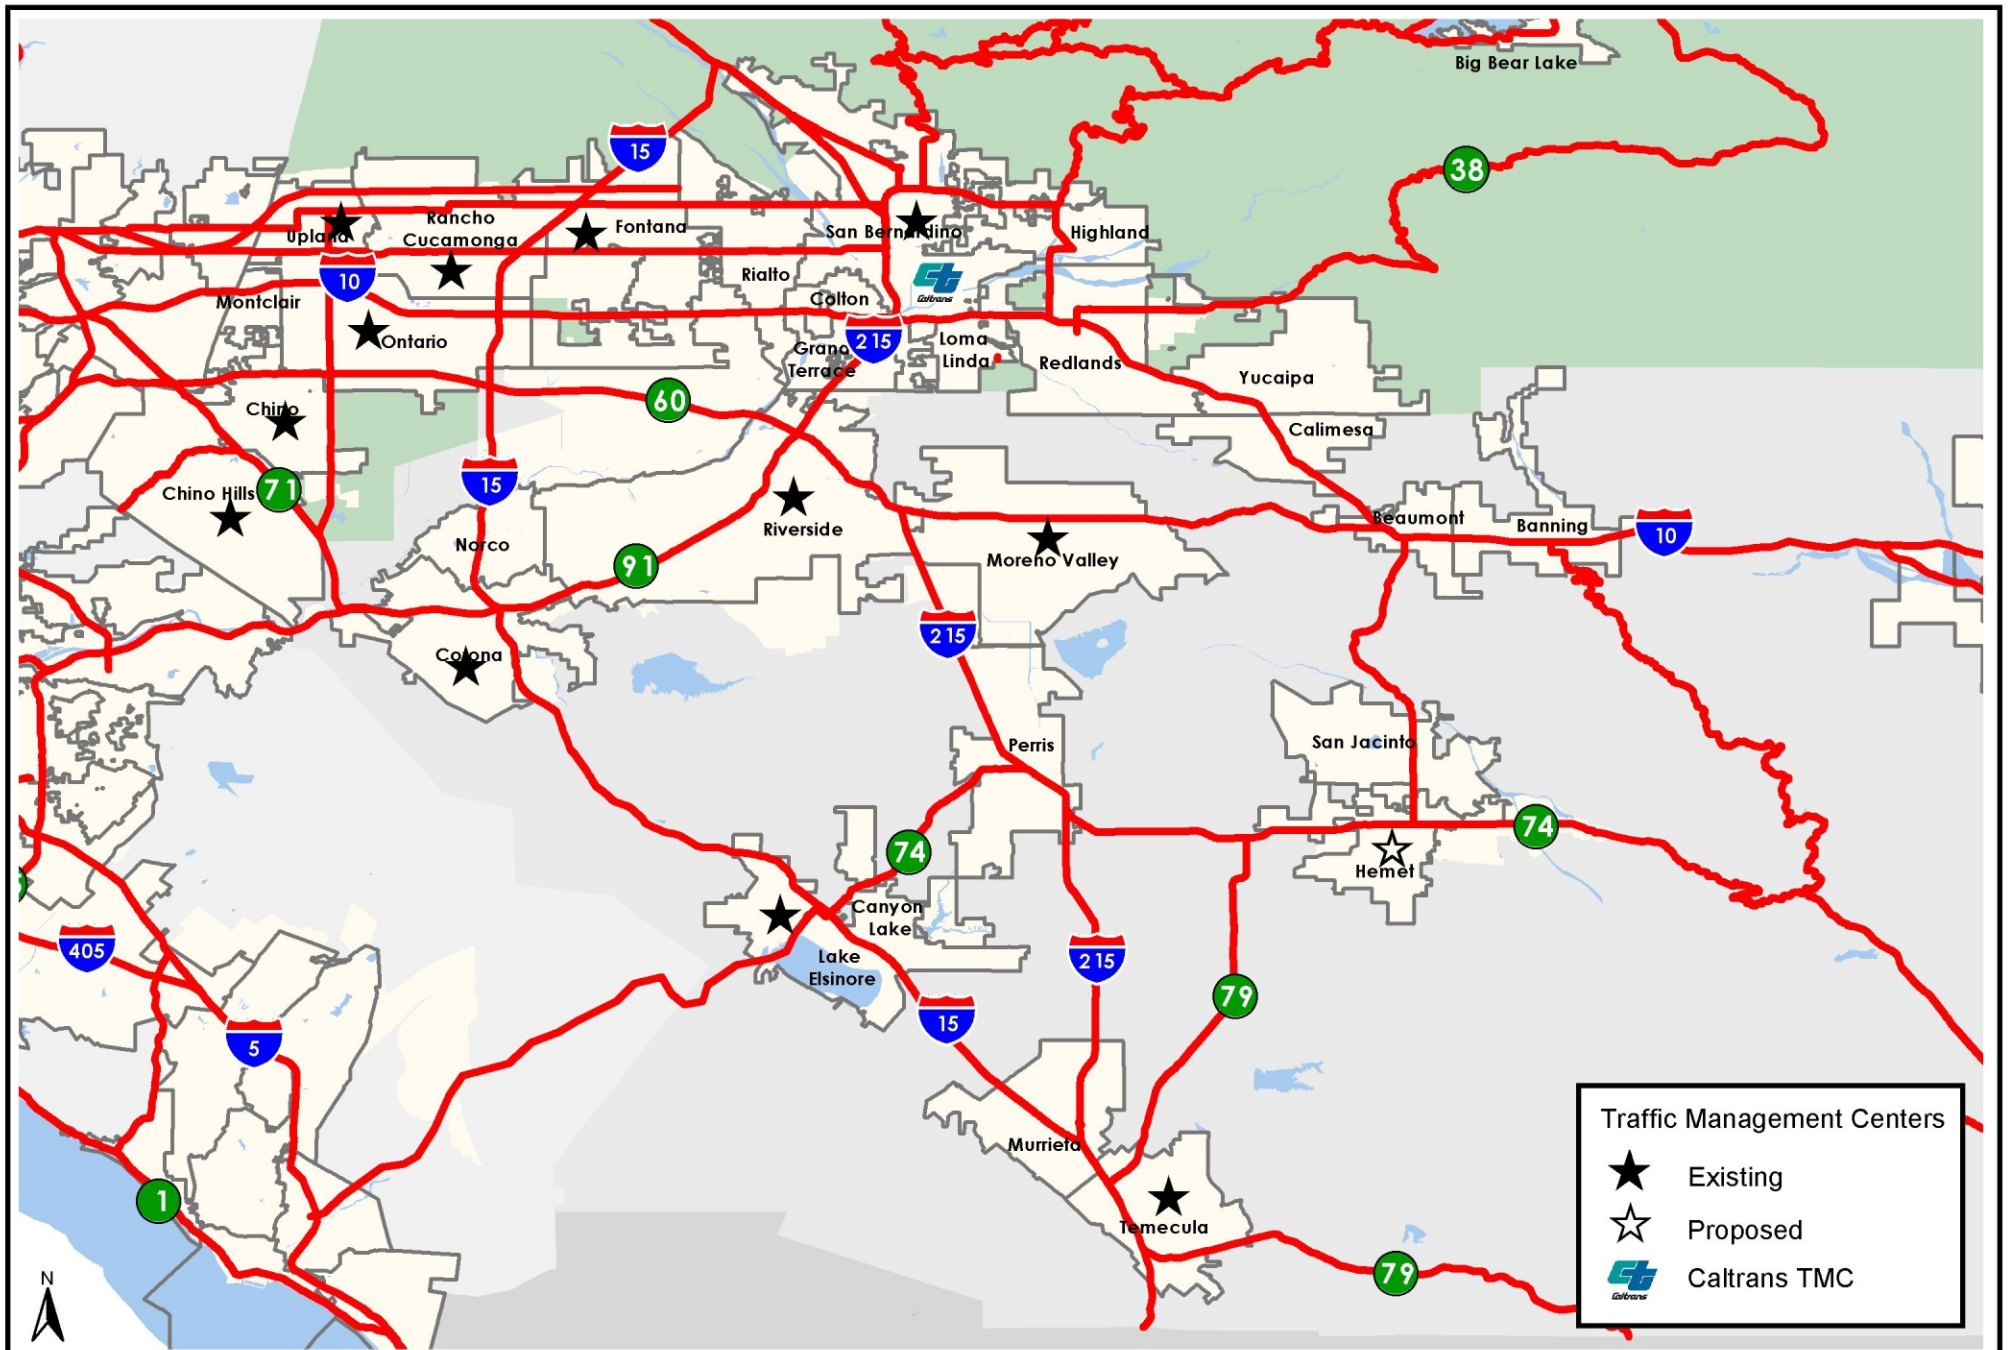 Big Bear Lake
15
38
Rancho
Cucamonga
Upland
Fontana
San Bernardino
Highland
10
Rialto
Caltrans
Montclair
Colton
Ontario
215
Grand
Terrace
Loma
Linda
Redlands
Yucaipa
60
Chino
Calimesa
15
71
Chino Hills
Riverside
Norco
Moreno Valley
Beaumont
Banning
10
91
215
Corona
Perris
San Jacinto
74
74
Hemet
Canyon
Lake
405
Lake
Elsinore
215
79
15
5
Murrieta
1
Temecula
79
N
Traffic Management Centers
Existing
Proposed
Caltrans
Caltrans TMC